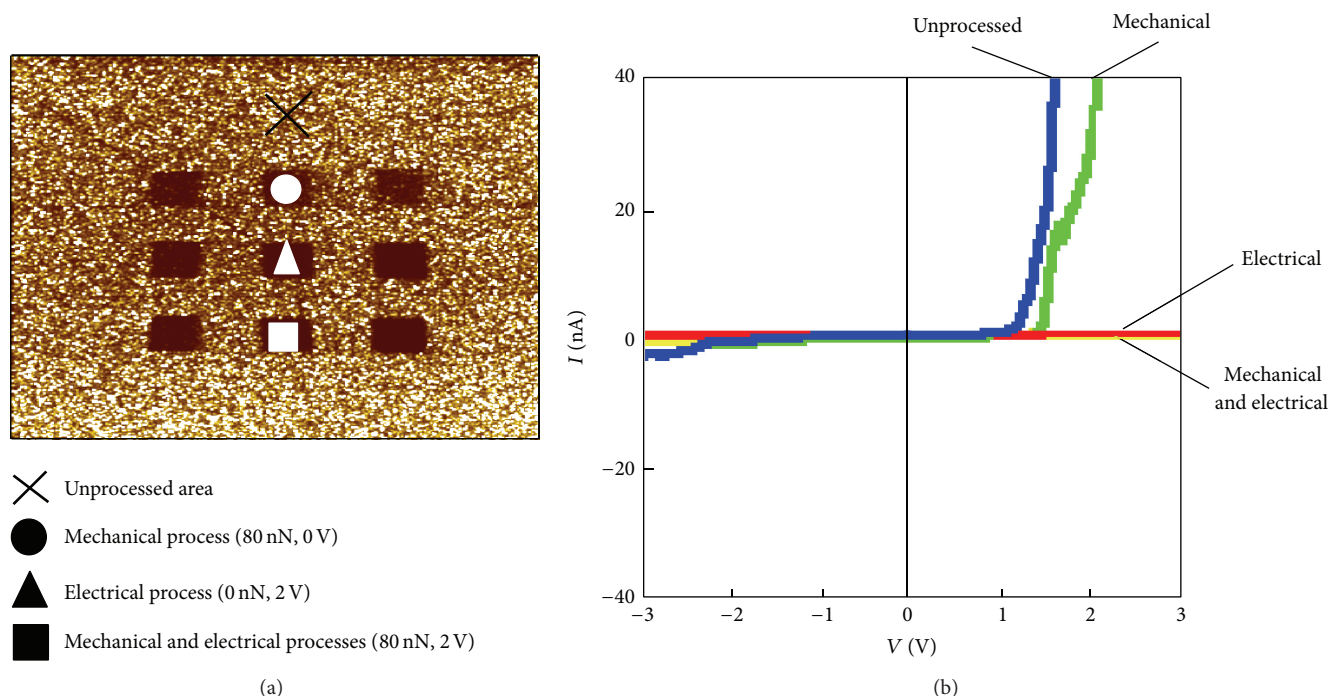 Unprocessed area
Mechanical process (80 nN, 0 V)
Electrical process (0 nN, 2 V)
Mechanical and electrical processes (80 nN, 2 V)
(a)
Unprocessed
Mechanical
40
20
0
−20
−40
I (nA)
Electrical
Mechanical
and electrical
−3
−2
−1
0
1
2
3
V (V)
(b)